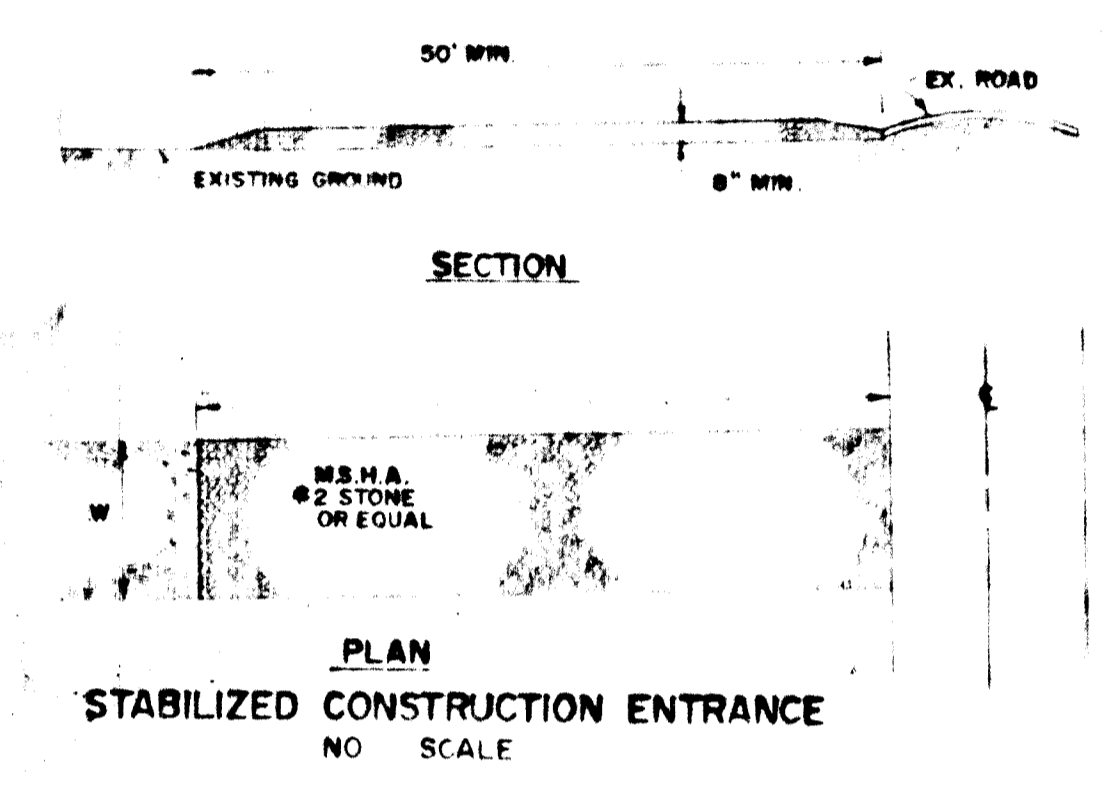 50' MIN.
EX. ROAD
EXISTING GROUND
8" MIN.
SECTION
M.S.H.A.
#2 STONE
OR EQUAL
W
PLAN
STABILIZED CONSTRUCTION ENTRANCE
NO SCALE